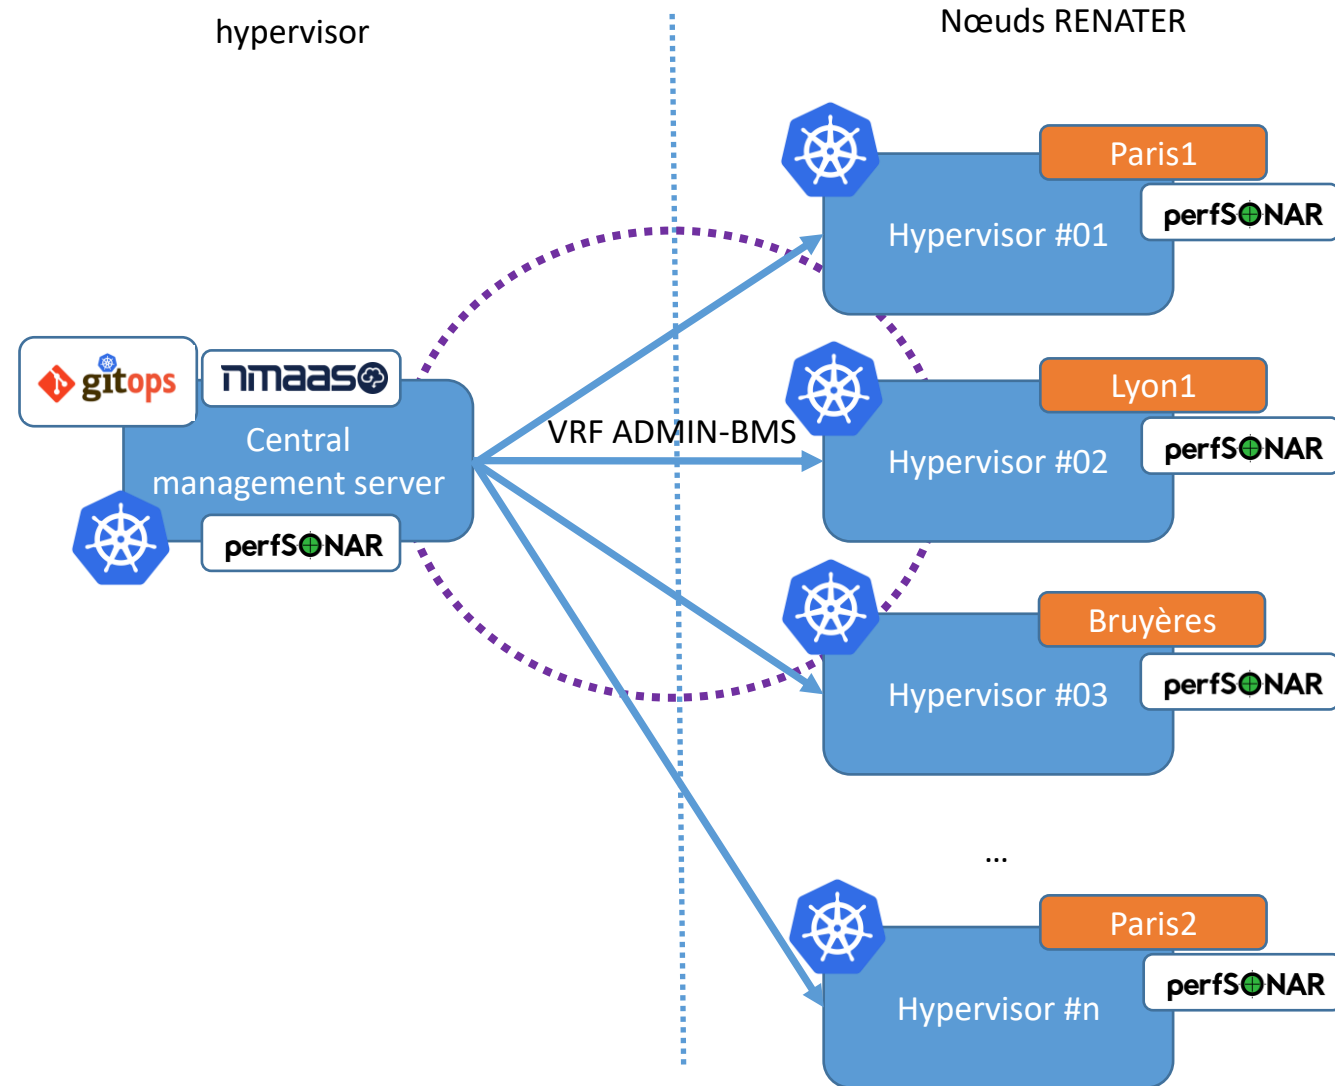 hypervisor
Nœuds RENATER
Paris1
perfSONAR
Hypervisor #01
gitops
nmaas
Central
management server
perfSONAR
VRF ADMIN-BMS
Lyon1
perfSONAR
Hypervisor #02
Bruyères
perfSONAR
Hypervisor #03
...
Paris2
perfSONAR
Hypervisor #n